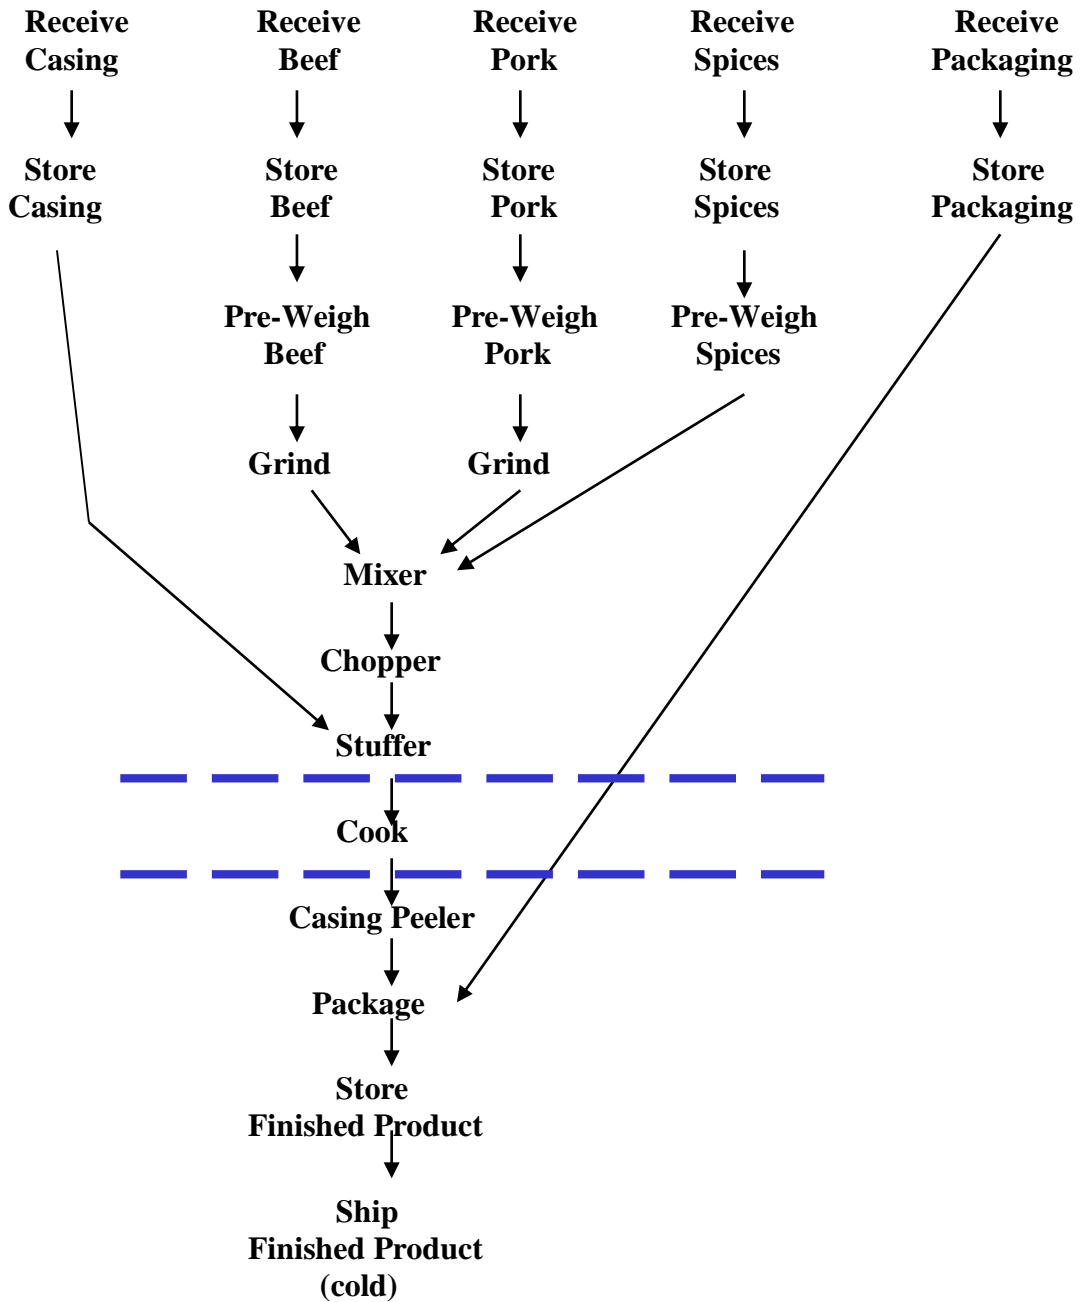 Receive
Casing
Receive
Beef
Receive
Pork
Receive
Spices
Receive
Packaging
Store
Casing
Store
Beef
Store
Pork
Store
Spices
Store
Packaging
Pre-Weigh
Beef
Pre-Weigh
Pork
Pre-Weigh
Spices
Grind
Grind
Mixer
Chopper
Stuffer
Cook
Casing Peeler
Package
Store
Finished Product
Ship
Finished Product
(cold)